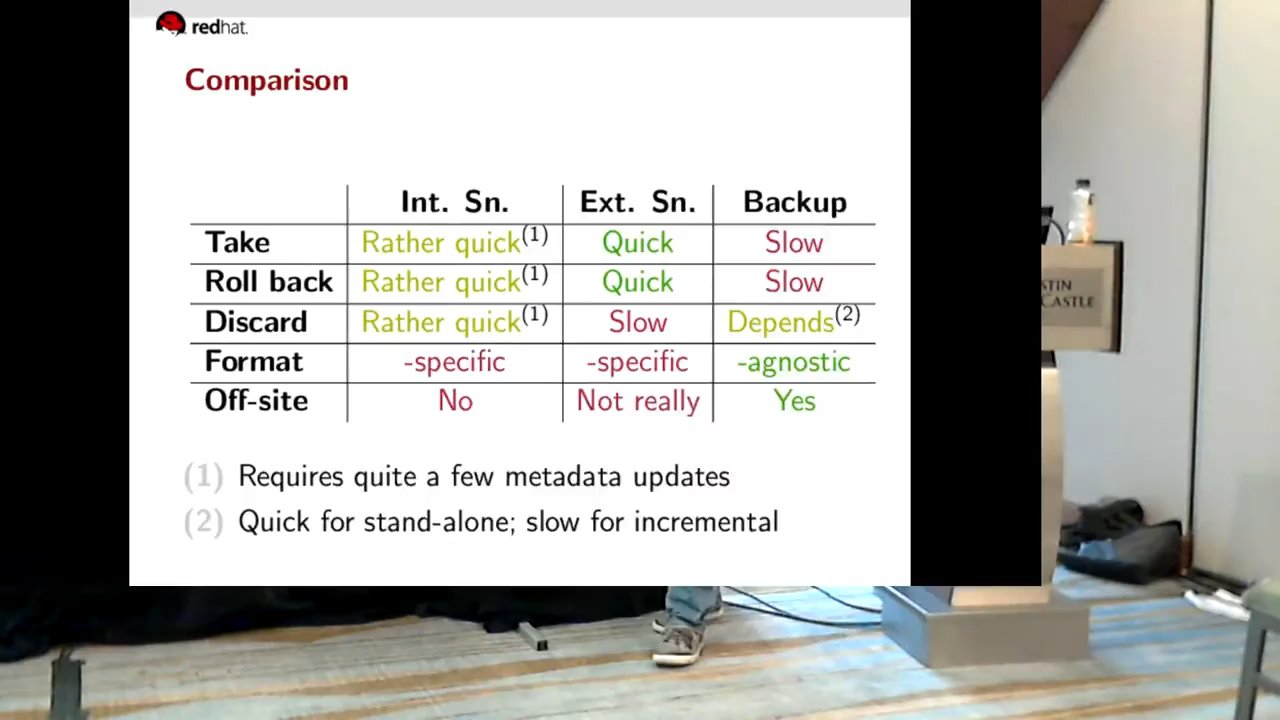 redhat.
Comparison
Int. Sn. Ext. Sn. Backup
Take Rather quick(1) Quick Slow
Roll back Rather quick(1) Quick Slow
Discard Rather quick(1) Slow Depends(2)
Format -specific -specific -agnostic
Off-site No Not really Yes
(1) Requires quite a few metadata updates
(2) Quick for stand-alone; slow for incremental
STIN
CASTLE